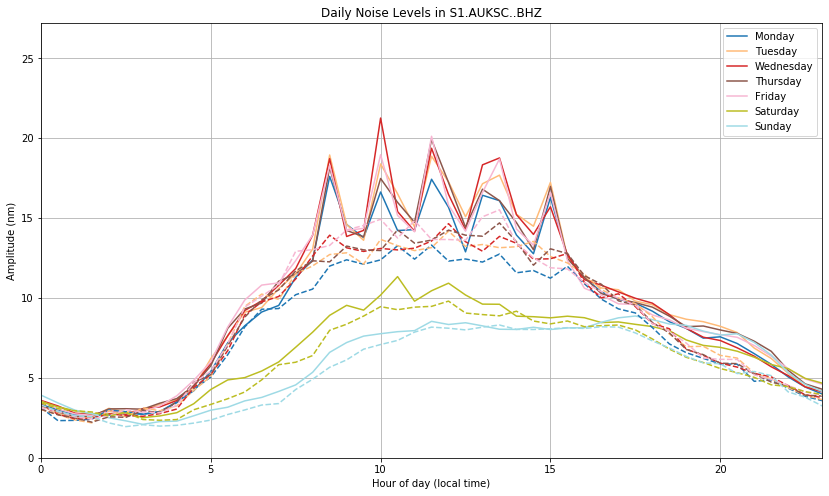 Daily Noise Levels in S1.AUKSC..BHZ
Amplitude (nm)
25
20
15
10
5
0
Monday
Tuesday
Wednesday
Thursday
Friday
Saturday
Sunday
0
5
10
15
20
Hour of day (local time)